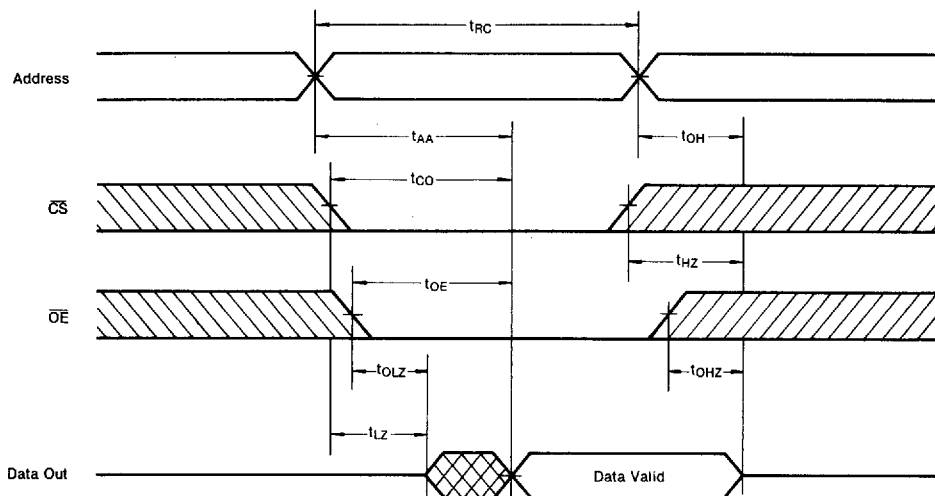 tRC
Address
tAA
tOH
tCO
CS
tHZ
tOE
OE
tOLZ
tOHZ
tLZ
Data Out
Data Valid